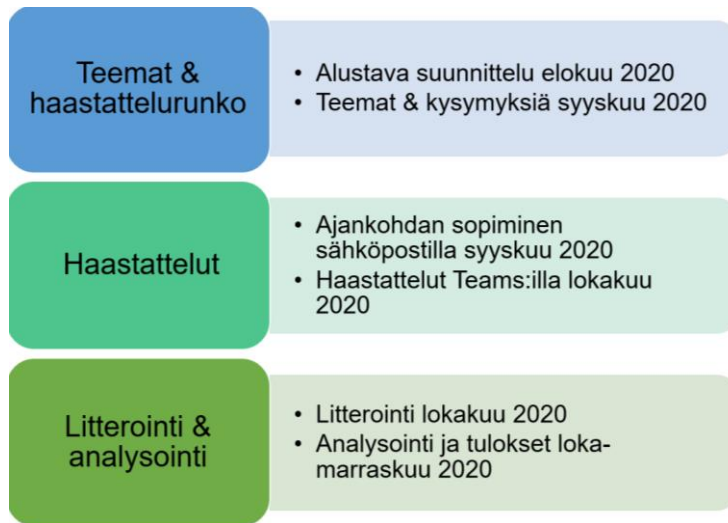 Teemat &
haastattelurunko
• Alustava suunnittelu elokuu 2020
• Teemat & kysymyksiä syyskuu 2020
Haastattelut
• Ajankohdan sopiminen
sähköpostilla syyskuu 2020
• Haastattelut Teams:illa lokakuu
2020
Litterointi &
analysointi
• Litterointi lokakuu 2020
• Analysointi ja tulokset loka-
marraskuu 2020